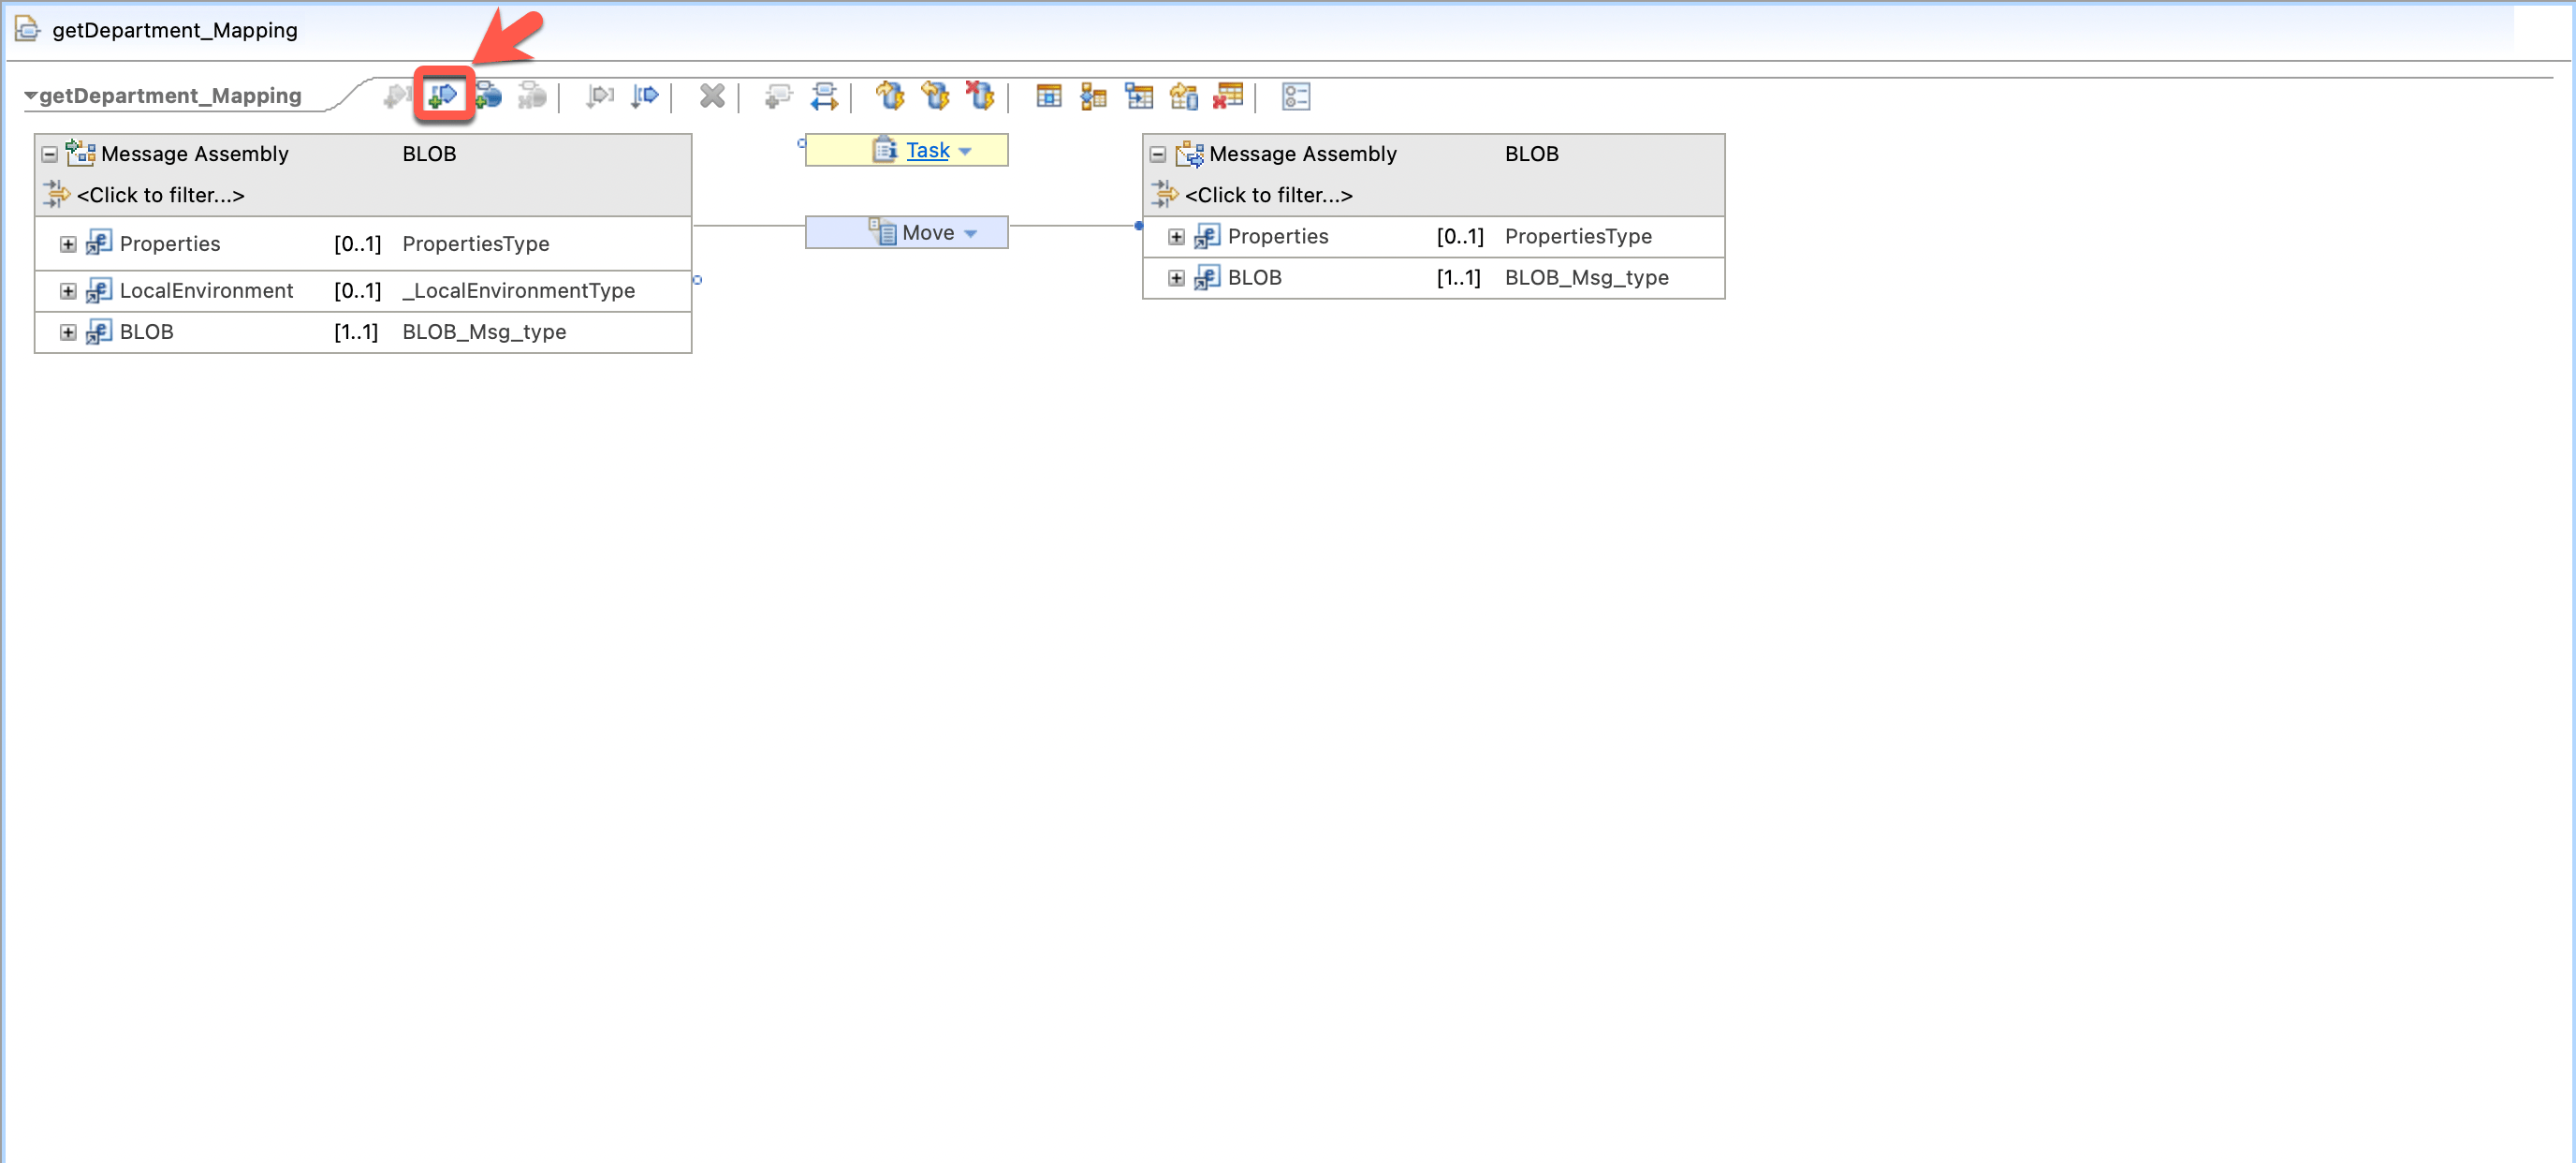 getDepartment_Mapping
getDepartment_Mapping
Message Assembly BLOB
<Click to filter...>
Properties [0..1] PropertiesType
LocalEnvironment [0..1] _LocalEnvironmentType
BLOB [1..1] BLOB_Msg_type
Task
Move
Message Assembly BLOB
<Click to filter...>
Properties [0..1] PropertiesType
BLOB [1..1] BLOB_Msg_type